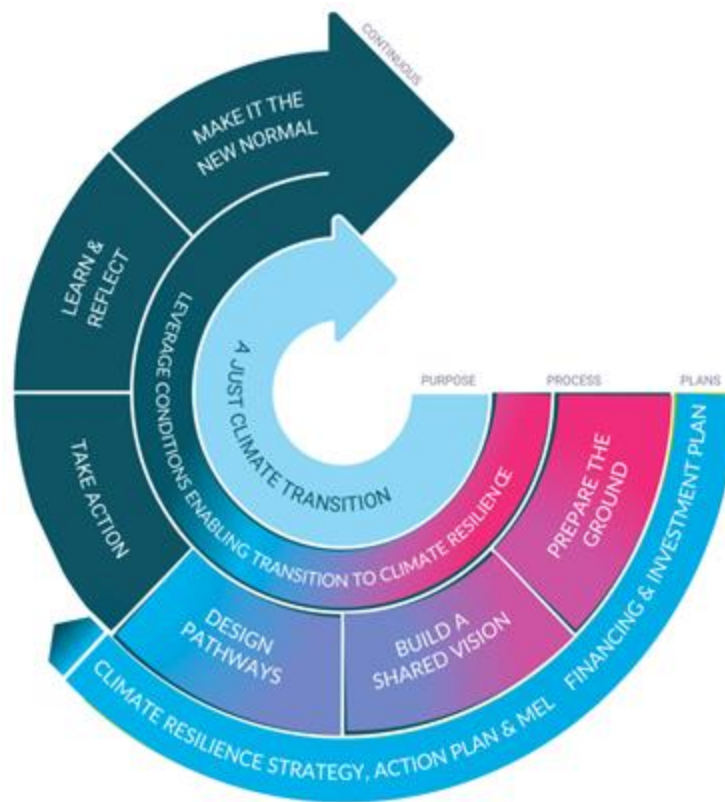 CONTINUOUS
MAKE IT THE
NEW NORMAL
LEARN &
REFLECT
TAKE ACTION
LEVERAGE CONDITIONS ENABLING TRANSITION TO CLIMATE RESILIENCE
A JUST CLIMATE TRANSITION
PURPOSE
PROCESS
PLANS
PREPARE THE
GROUND
BUILD A
SHARED VISION
DESIGN
PATHWAYS
CLIMATE RESILIENCE STRATEGY, ACTION PLAN & MEL
FINANCING & INVESTMENT PLAN